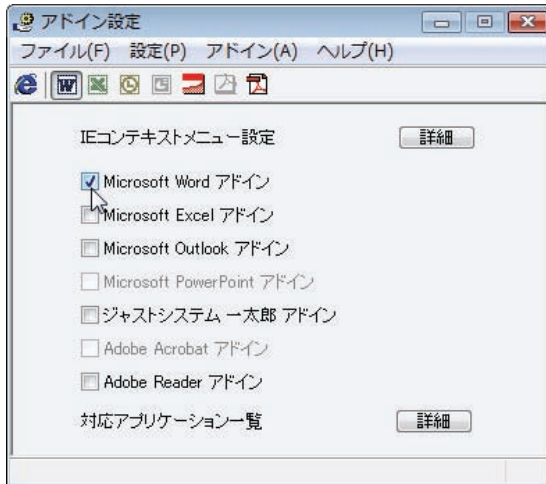 アドイン設定
ファイル(F) 設定(P) アドイン(A) ヘルプ(H)
IEコンテキストメニュー設定 詳細
Microsoft Word アドイン
Microsoft Excel アドイン
Microsoft Outlook アドイン
Microsoft PowerPoint アドイン
ジャストシステム 一太郎 アドイン
Adobe Acrobat アドイン
Adobe Reader アドイン
対応アプリケーション一覧 詳細